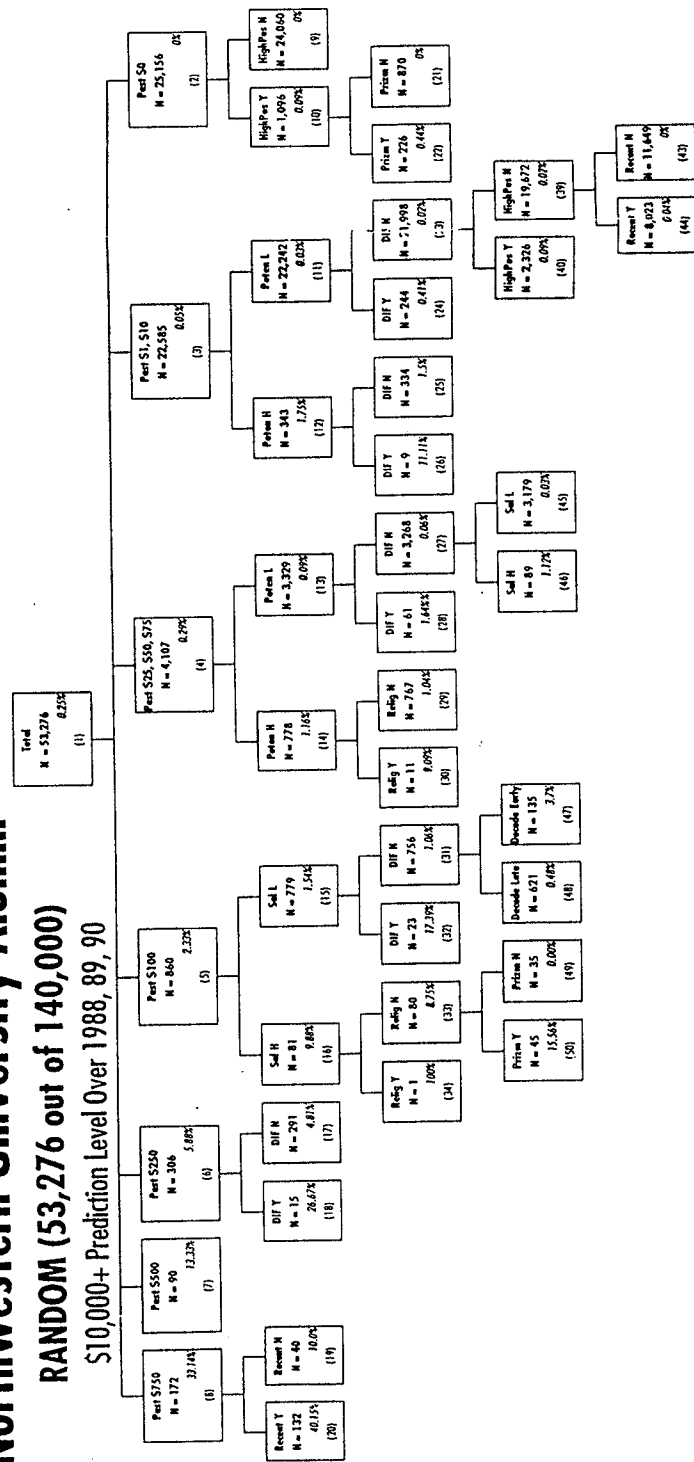 Northwestern University Alumni
RANDOM (53,276 out of 140,000)
$10,000+ Prediction Level Over 1988, 89, 90
Total
N = 53,276
0.25%
(1)
Past $750
N = 172
33.14%
(8)
Past $500
N = 90
13.33%
(7)
Past $250
N = 306
5.88%
(6)
Past $100
N = 860
2.33%
(5)
Past $25, $50, $75
N = 4,107
0.29%
(4)
Past $1, $10
N = 22,585
0.05%
(3)
Past $0
N = 25,156
0%
(2)
Recent Y
N = 132
40.15%
(20)
Recent N
N = 40
10.0%
(19)
DIF Y
N = 15
26.67%
(18)
DIF N
N = 291
4.81%
(17)
Sal H
N = 81
9.88%
(16)
Sal L
N = 779
1.54%
(15)
Poten H
N = 778
1.16%
(14)
Poten L
N = 3,329
0.09%
(13)
Poten H
N = 343
1.75%
(12)
Poten L
N = 22,242
0.03%
(11)
HighPos Y
N = 1,096
0.09%
(10)
HighPos N
N = 24,060
0%
(9)
Relig Y
N = 1
100%
(34)
Relig N
N = 80
8.75%
(33)
DIF Y
N = 23
17.39%
(32)
DIF N
N = 756
1.06%
(31)
Relig Y
N = 11
9.09%
(30)
Relig N
N = 767
1.04%
(29)
DIF Y
N = 61
1.64%%
(28)
DIF N
N = 3,268
0.06%
(27)
DIF Y
N = 9
11.11%
(26)
DIF N
N = 334
1.5%
(25)
DIF Y
N = 244
0.41%
(24)
DIF N
N = 21,998
0.02%
(23)
Prizm Y
N = 226
0.44%
(22)
Prizm N
N = 870
0%
(21)
Prizm Y
N = 45
15.56%
(50)
Prizm N
N = 35
0.00%
(49)
Decade Late
N = 621
0.48%
(48)
Decade Early
N = 135
3.7%
(47)
Sal H
N = 89
1.12%
(46)
Sal L
N = 3,179
0.03%
(45)
HighPos Y
N = 2,326
0.09%
(40)
HighPos N
N = 19,672
0.02%
(39)
Recent Y
N = 8,023
0.04%
(44)
Recent N
N = 11,649
0%
(43)